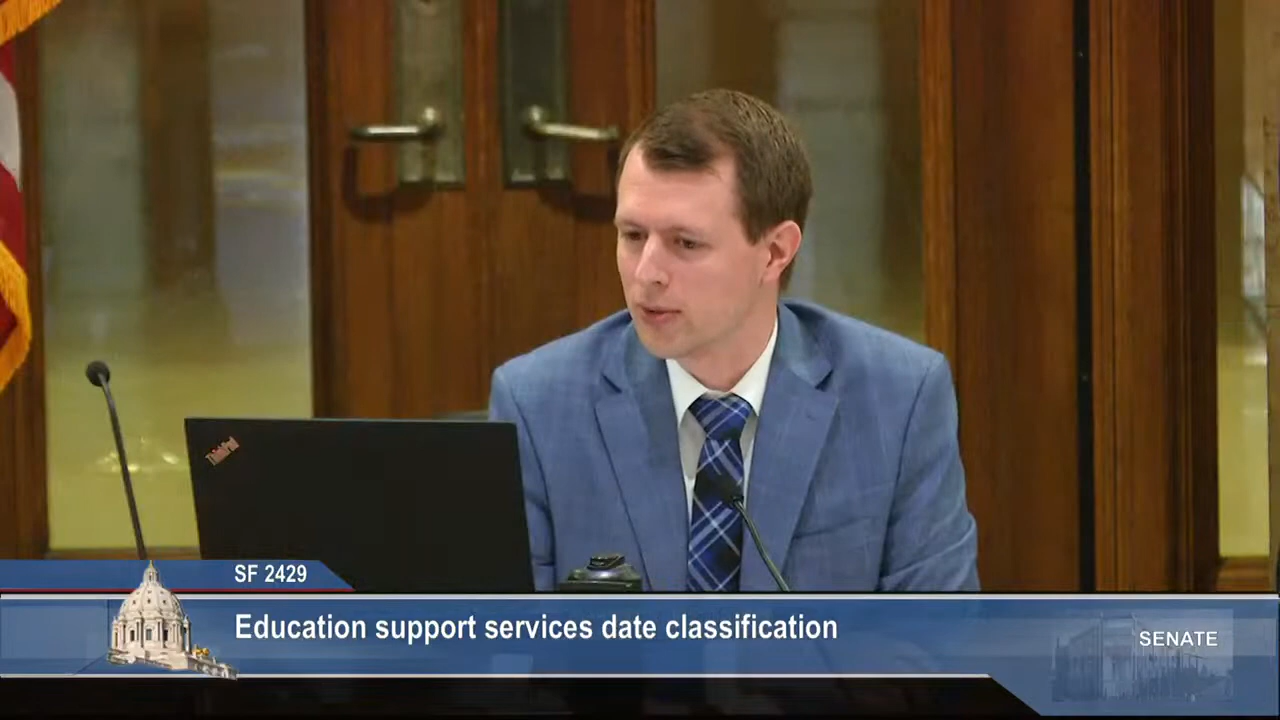 ThinkPad
SF 2429
Education support services date classification
SENATE